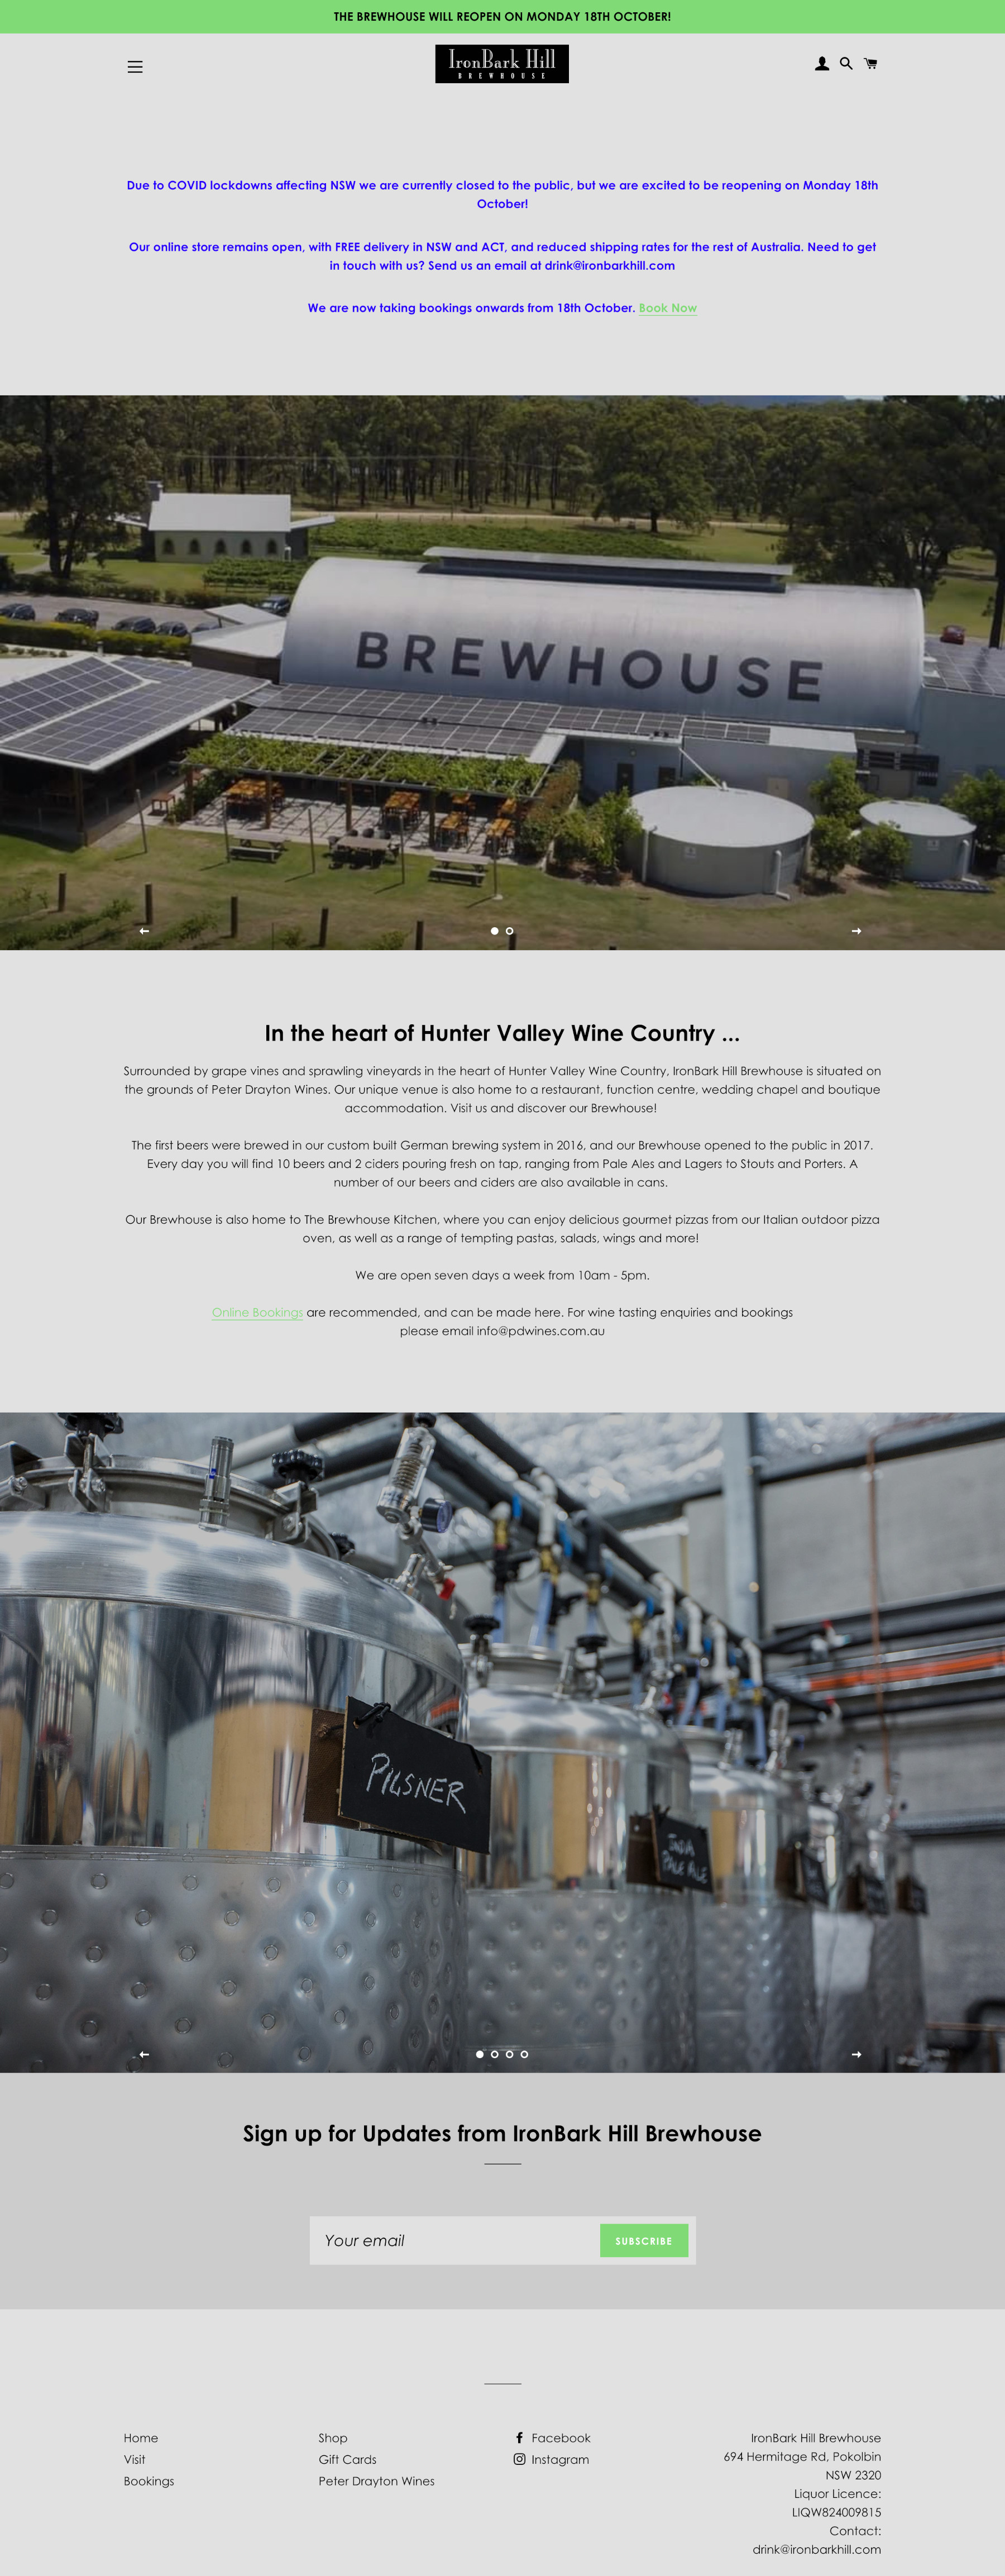 THE BREWHOUSE WILL REOPEN ON MONDAY 18TH OCTOBER!
IronBark Hill
BREWHOUSE
Due to COVID lockdowns affecting NSW we are currently closed to the public, but we are excited to be reopening on Monday 18th
October!
Our online store remains open, with FREE delivery in NSW and ACT, and reduced shipping rates for the rest of Australia. Need to get
in touch with us? Send us an email at drink@ironbarkhill.com
We are now taking bookings onwards from 18th October. Book Now
BREWHOUSE
In the heart of Hunter Valley Wine Country ...
Surrounded by grape vines and sprawling vineyards in the heart of Hunter Valley Wine Country, IronBark Hill Brewhouse is situated on
the grounds of Peter Drayton Wines. Our unique venue is also home to a restaurant, function centre, wedding chapel and boutique
accommodation. Visit us and discover our Brewhouse!
The first beers were brewed in our custom built German brewing system in 2016, and our Brewhouse opened to the public in 2017.
Every day you will find 10 beers and 2 ciders pouring fresh on tap, ranging from Pale Ales and Lagers to Stouts and Porters. A
number of our beers and ciders are also available in cans.
Our Brewhouse is also home to The Brewhouse Kitchen, where you can enjoy delicious gourmet pizzas from our Italian outdoor pizza
oven, as well as a range of tempting pastas, salads, wings and more!
We are open seven days a week from 10am - 5pm.
Online Bookings are recommended, and can be made here. For wine tasting enquiries and bookings
please email info@pdwines.com.au
PILSNER
PALE ALE
Sign up for Updates from IronBark Hill Brewhouse
Your email
SUBSCRIBE
Home
Visit
Bookings
Shop
Gift Cards
Peter Drayton Wines
Facebook
Instagram
IronBark Hill Brewhouse
694 Hermitage Rd, Pokolbin
NSW 2320
Liquor Licence:
LIQW824009815
Contact:
drink@ironbarkhill.com